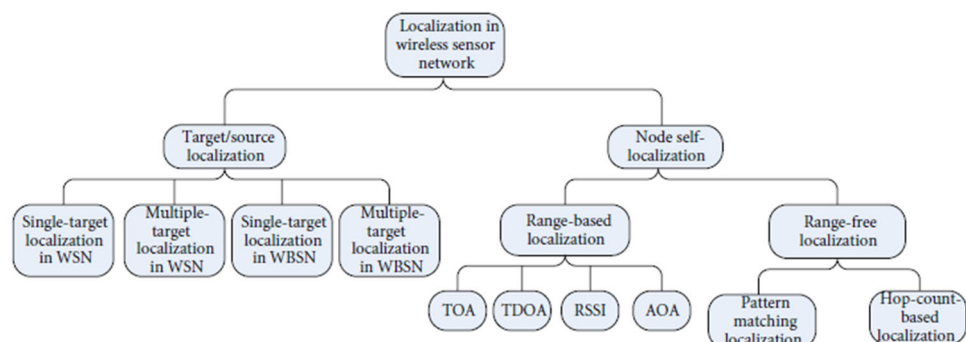 Localization in
wireless sensor
network
Target/source
localization
Node self-
localization
Single-target
localization
in WSN
Multiple-
target
localization
in WSN
Single-target
localization
in WBSN
Multiple-
target
localization
in WBSN
Range-based
localization
Range-free
localization
TOA
TDOA
RSSI
AOA
Pattern
matching
localization
Hop-count-
based
localization